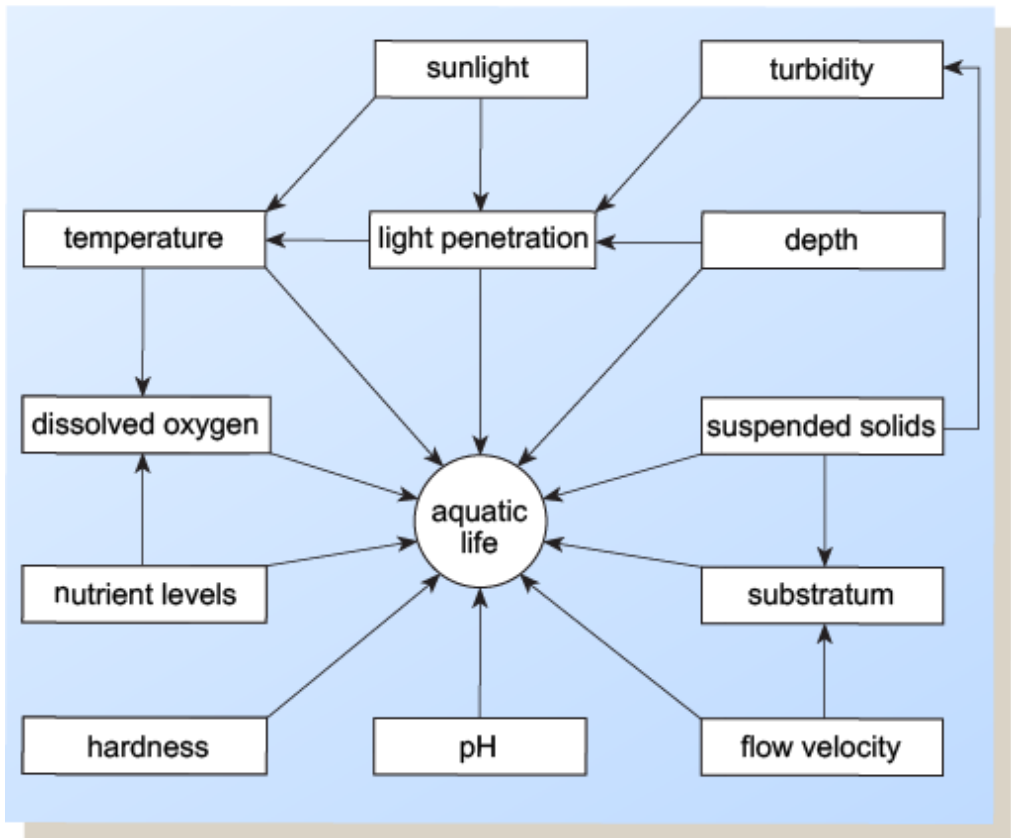 sunlight
turbidity
temperature
light penetration
depth
dissolved oxygen
suspended solids
aquatic
life
nutrient levels
substratum
hardness
pH
flow velocity